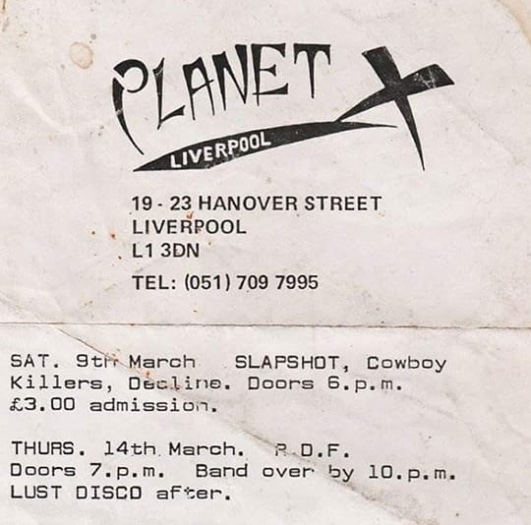 PLANET X
LIVERPOOL
19 - 23 HANOVER STREET
LIVERPOOL
L1 3DN
TEL: (051) 709 7995
SAT. 9th March SLAPSHOT, Cowboy
Killers, Decline. Doors 6.p.m.
£3.00 admission.
THURS. 14th March. R.D.F.
Doors 7.p.m. Band over by 10.p.m.
LUST DISCO after.